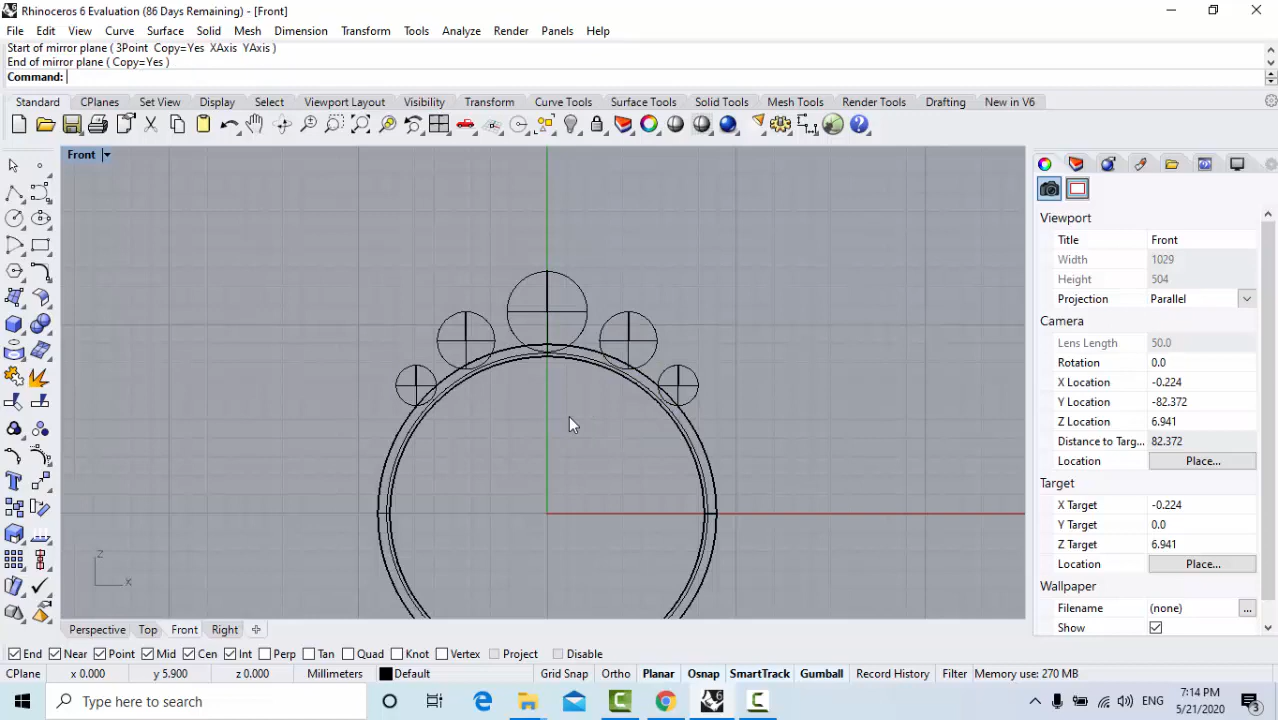 Rhinoceros 6 Evaluation (86 Days Remaining) - [Front]
File Edit View Curve Surface Solid Mesh Dimension Transform Tools Analyze Render Panels Help
Start of mirror plane ( 3Point Copy=Yes XAxis YAxis )
End of mirror plane ( Copy=Yes )
Command:
Standard CPlanes Set View Display Select Viewport Layout Visibility Transform Curve Tools Surface Tools Solid Tools Mesh Tools Render Tools Drafting New in V6
Front
Viewport
Title Front
Width 1029
Height 504
Projection Parallel
Camera
Lens Length 50.0
Rotation 0.0
X Location -0.224
Y Location -82.372
Z Location 6.941
Distance to Targ... 82.372
Location Place...
Target
X Target -0.224
Y Target 0.0
Z Target 6.941
Location Place...
Wallpaper
Filename (none) ...
Show
z
x
Perspective Top Front Right
End Near Point Mid Cen Int Perp Tan Quad Knot Vertex Project Disable
CPlane x 0.000 y 5.900 z 0.000 Millimeters Default Grid Snap Ortho Planar Osnap SmartTrack Gumball Record History Filter Memory use: 270 MB
Type here to search
ENG
7:14 PM
5/21/2020
3